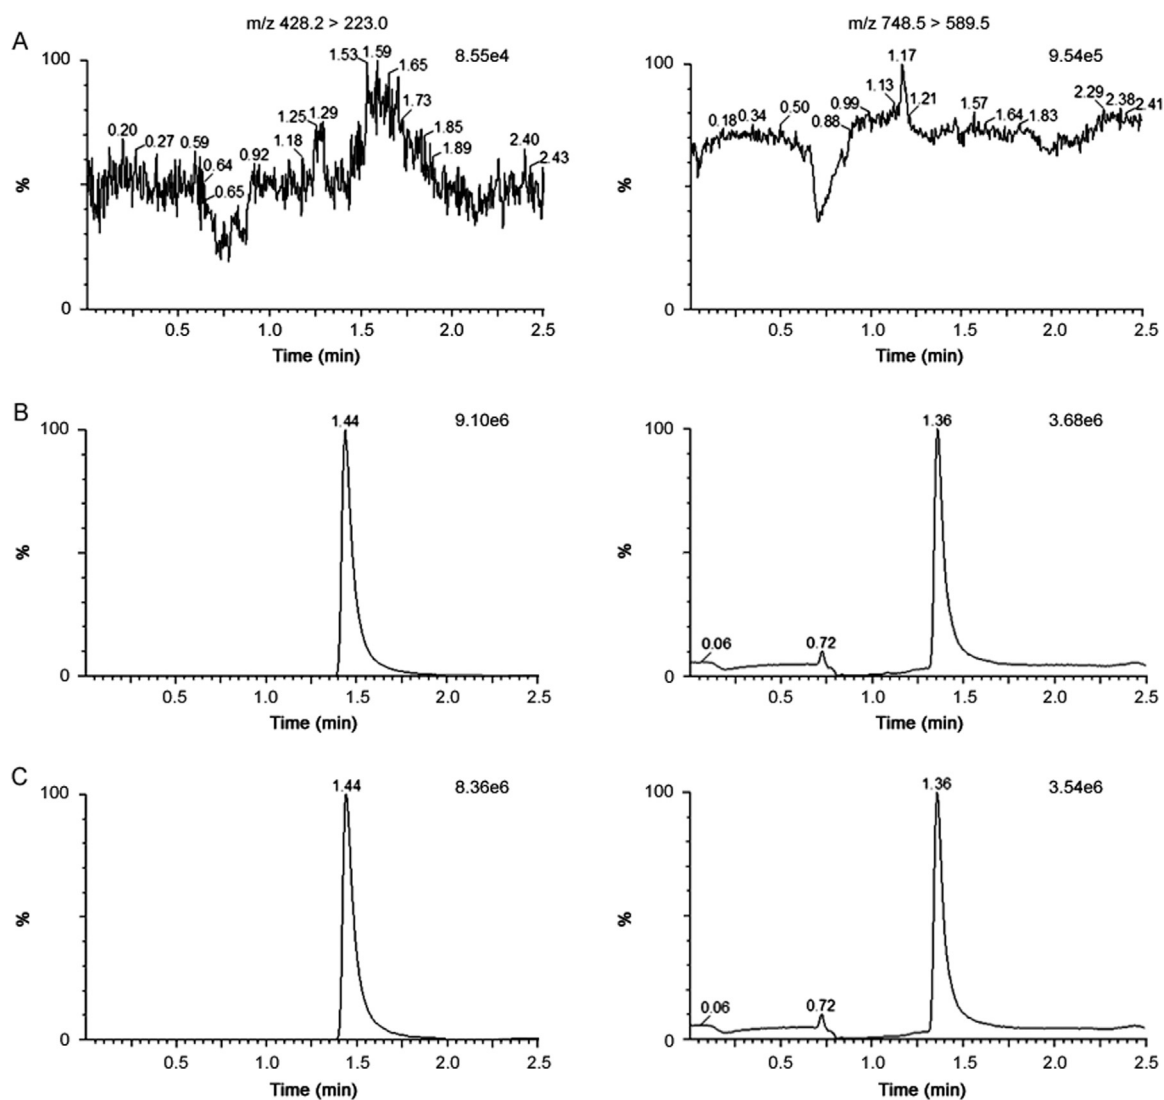 m/z 428.2 > 223.0
m/z 748.5 > 589.5
A
100
%
0
0.20
0.27
0.59
0.64
0.65
0.92
1.18
1.25
1.29
1.53
1.59
1.65
1.73
1.85
1.89
2.40
2.43
8.55e4
0.5 1.0 1.5 2.0 2.5
Time (min)
100
%
0
0.18
0.34
0.50
0.88
0.99
1.13
1.17
1.21
1.57
1.64
1.83
2.29
2.38
2.41
9.54e5
0.5 1.0 1.5 2.0 2.5
Time (min)
B
100
%
0
1.44
9.10e6
0.5 1.0 1.5 2.0 2.5
Time (min)
100
%
0
0.06
0.72
1.36
3.68e6
0.5 1.0 1.5 2.0 2.5
Time (min)
C
100
%
0
1.44
8.36e6
0.5 1.0 1.5 2.0 2.5
Time (min)
100
%
0
0.06
0.72
1.36
3.54e6
0.5 1.0 1.5 2.0 2.5
Time (min)